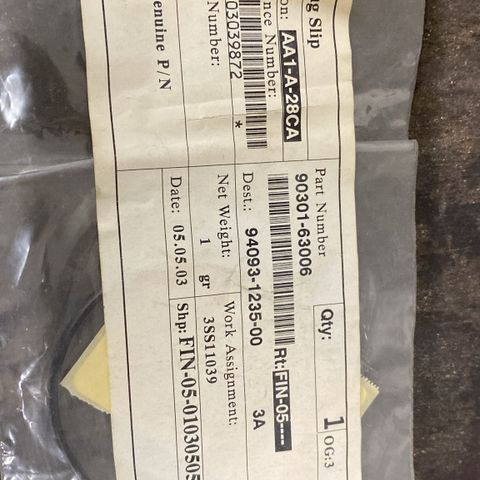 ng Slip
on: AA1-A-28CA
ence Number:
03039872 *
Number:
enuine P/N
Part Number
90301-63006
Qty:
1 OG:3
Rt:FIN-05----
Dest.: 94093-1235-00 3A
Net Weight:
1 gr
Work Assignment:
3SS11039
Date: 05.05.03
Shp: FIN-05-01030505